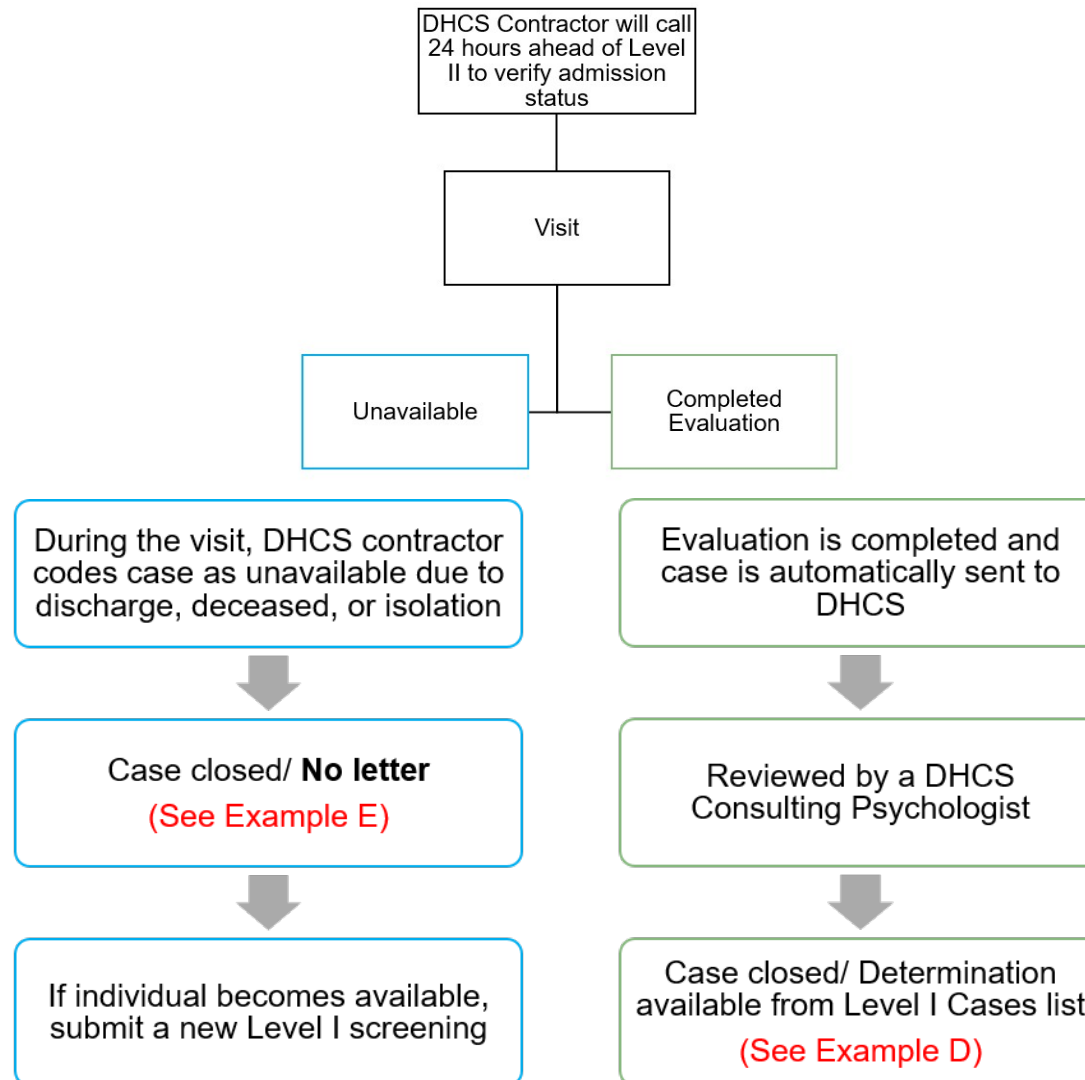 DHCS Contractor will call
24 hours ahead of Level
II to verify admission
status
Visit
Unavailable
Completed
Evaluation
During the visit, DHCS contractor
codes case as unavailable due to
discharge, deceased, or isolation
Case closed/ No letter
(See Example E)
If individual becomes available,
submit a new Level I screening
Evaluation is completed and
case is automatically sent to
DHCS
Reviewed by a DHCS
Consulting Psychologist
Case closed/ Determination
available from Level I Cases list
(See Example D)